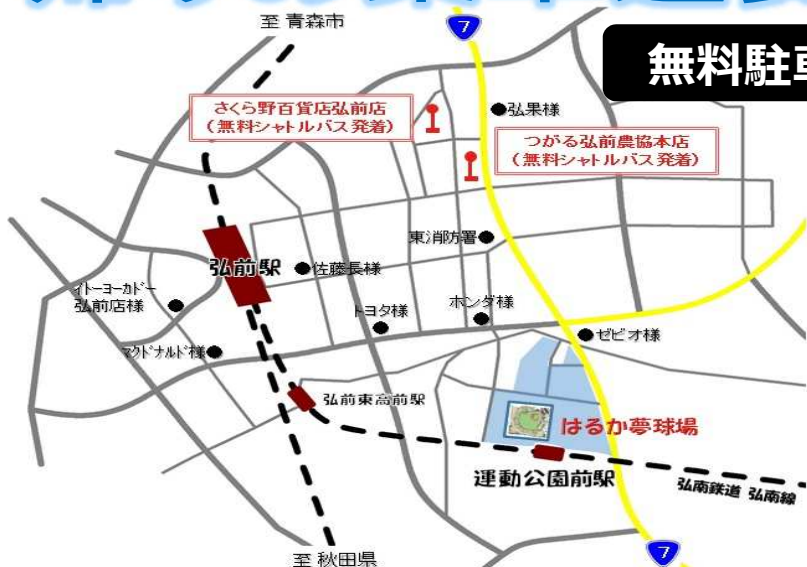 至 青森市
7
無料駐車
さくら野百貨店弘前店
(無料シャトルバス発着)
弘果様
つがる弘前農協本店
(無料シャトルバス発着)
東消防署
弘前駅
佐藤長様
イトーヨーカドー
弘前店様
トヨタ様
ホンダ様
ゼビオ様
マクドナルド様
弘前東高前駅
はるか夢球場
運動公園前駅
弘南鉄道 弘南線
至 秋田県
7